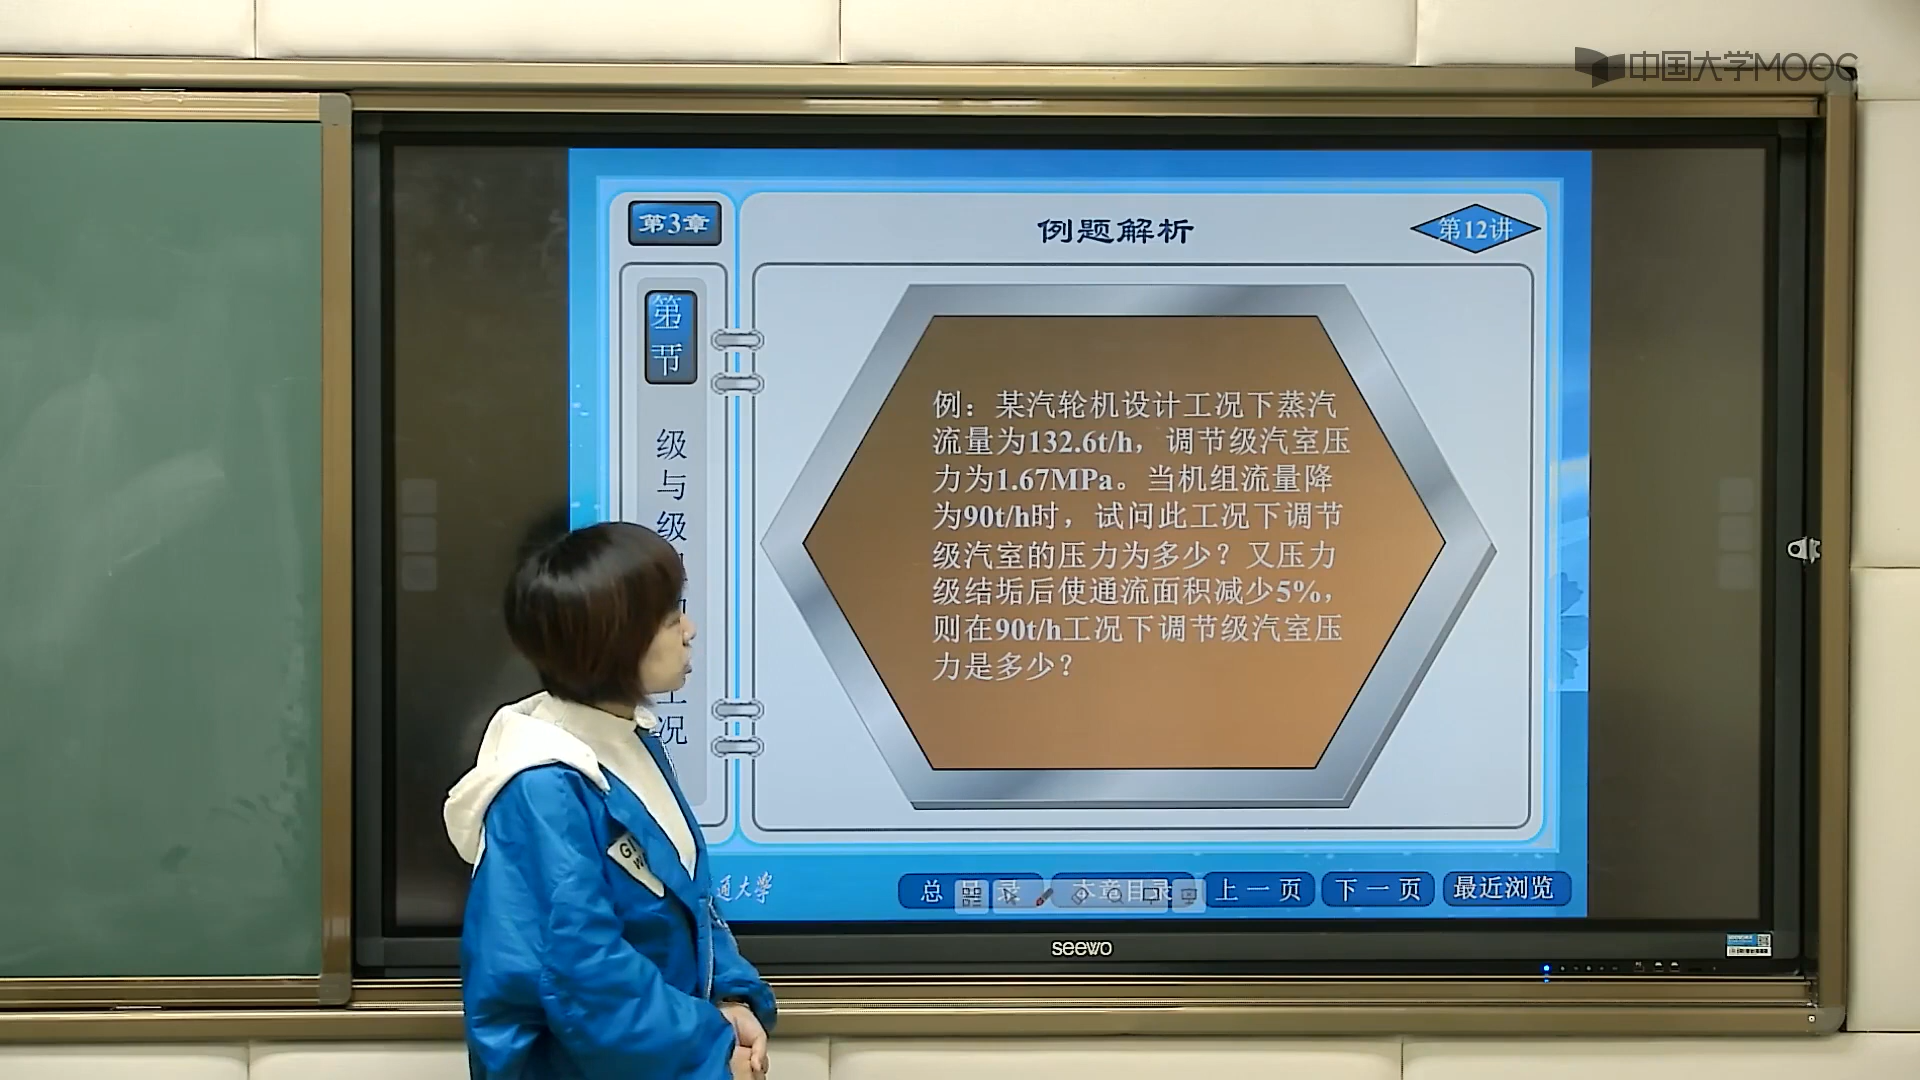 中国大学MOOC
第3章
例题解析
第12讲
节
级与级
况
例：某汽轮机设计工况下蒸汽
流量为132.6t/h，调节级汽室压
力为1.67MPa。当机组流量降
为90t/h时，试问此工况下调节
级汽室的压力为多少？又压力
级结垢后使通流面积减少5%，
则在90t/h工况下调节级汽室压
力是多少？
通大学
总 目 录
本章目录
上一页
下一页
最近浏览
seewo